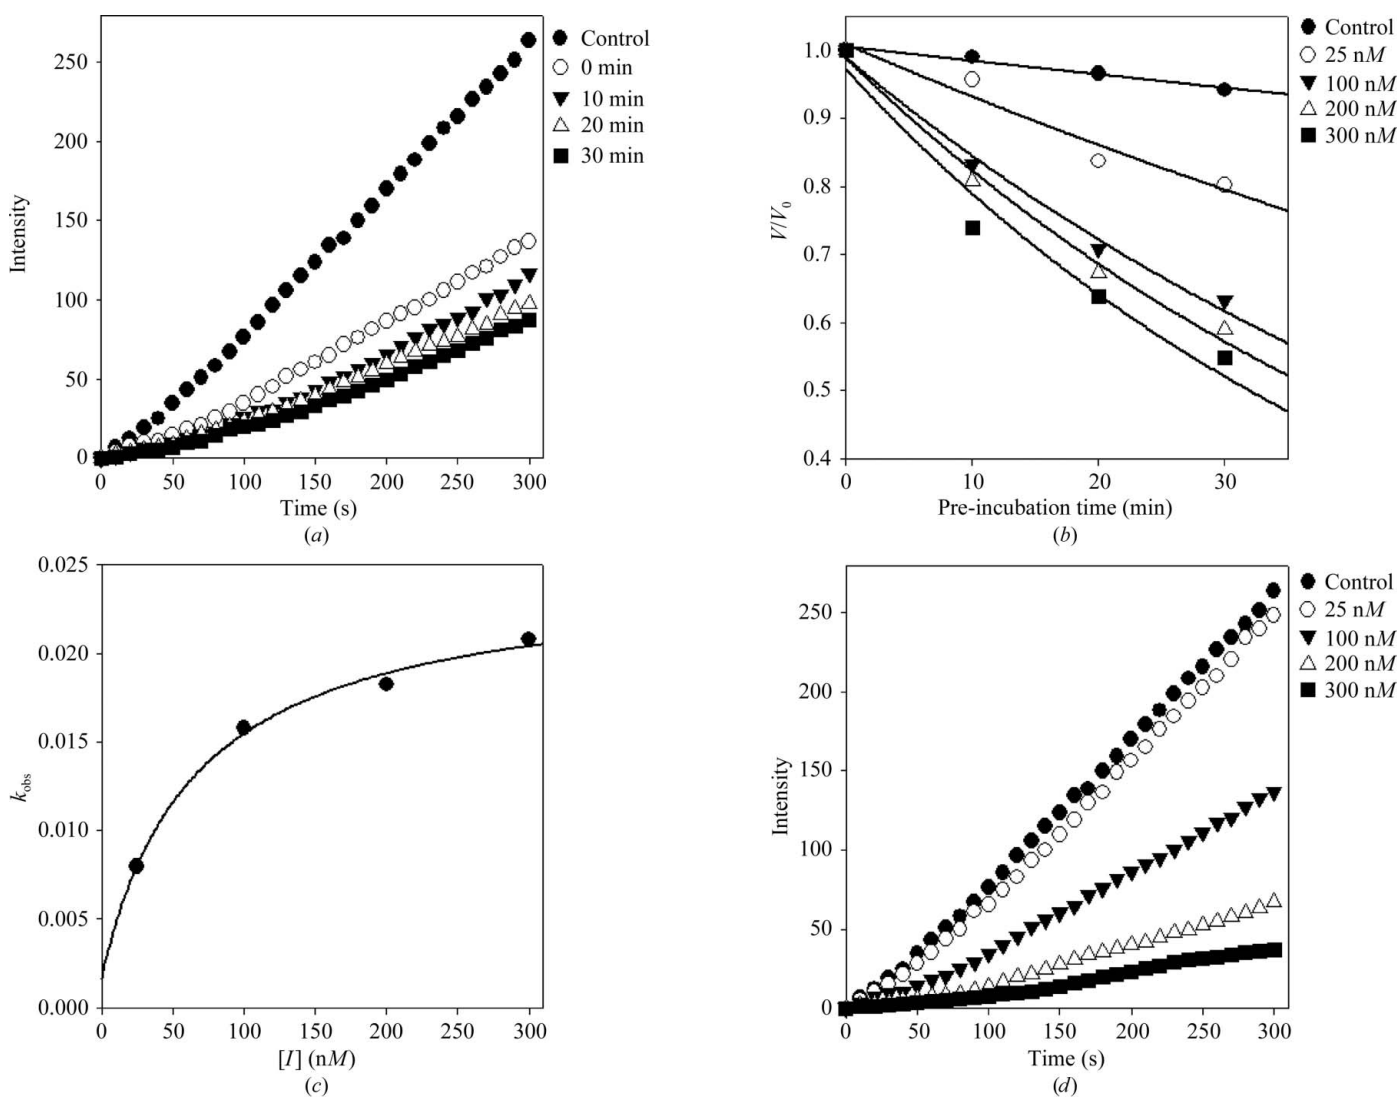 Control
0 min
10 min
20 min
30 min
250
200
150
100
50
0
Intensity
0 50 100 150 200 250 300
Time (s)
(a)
Control
25 nM
100 nM
200 nM
300 nM
1.0
0.9
0.8
0.7
0.6
0.5
0.4
V/V0
0 10 20 30
Pre-incubation time (min)
(b)
0.025
0.020
0.015
0.010
0.005
0.000
kobs
0 50 100 150 200 250 300
[I] (nM)
(c)
Control
25 nM
100 nM
200 nM
300 nM
250
200
150
100
50
0
Intensity
0 50 100 150 200 250 300
Time (s)
(d)